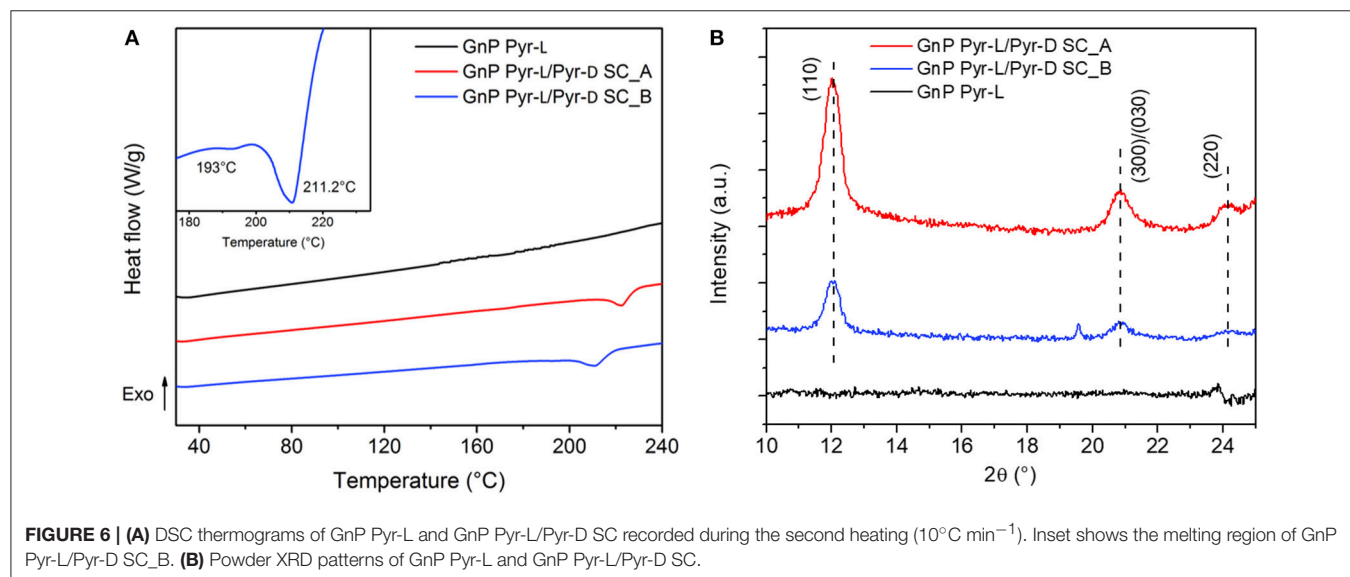 A
GnP Pyr-L
GnP Pyr-L/Pyr-D SC_A
GnP Pyr-L/Pyr-D SC_B
193°C
211.2°C
180 200 220
Temperature (°C)
Heat flow (W/g)
Exo
40 80 120 160 200 240
Temperature (°C)
B
GnP Pyr-L/Pyr-D SC_A
GnP Pyr-L/Pyr-D SC_B
GnP Pyr-L
(110)
(300)/(030)
(220)
Intensity (a.u.)
10 12 14 16 18 20 22 24
2θ (°)
FIGURE 6 | (A) DSC thermograms of GnP Pyr-L and GnP Pyr-L/Pyr-D SC recorded during the second heating (10°C min⁻¹). Inset shows the melting region of GnP
Pyr-L/Pyr-D SC_B. (B) Powder XRD patterns of GnP Pyr-L and GnP Pyr-L/Pyr-D SC.